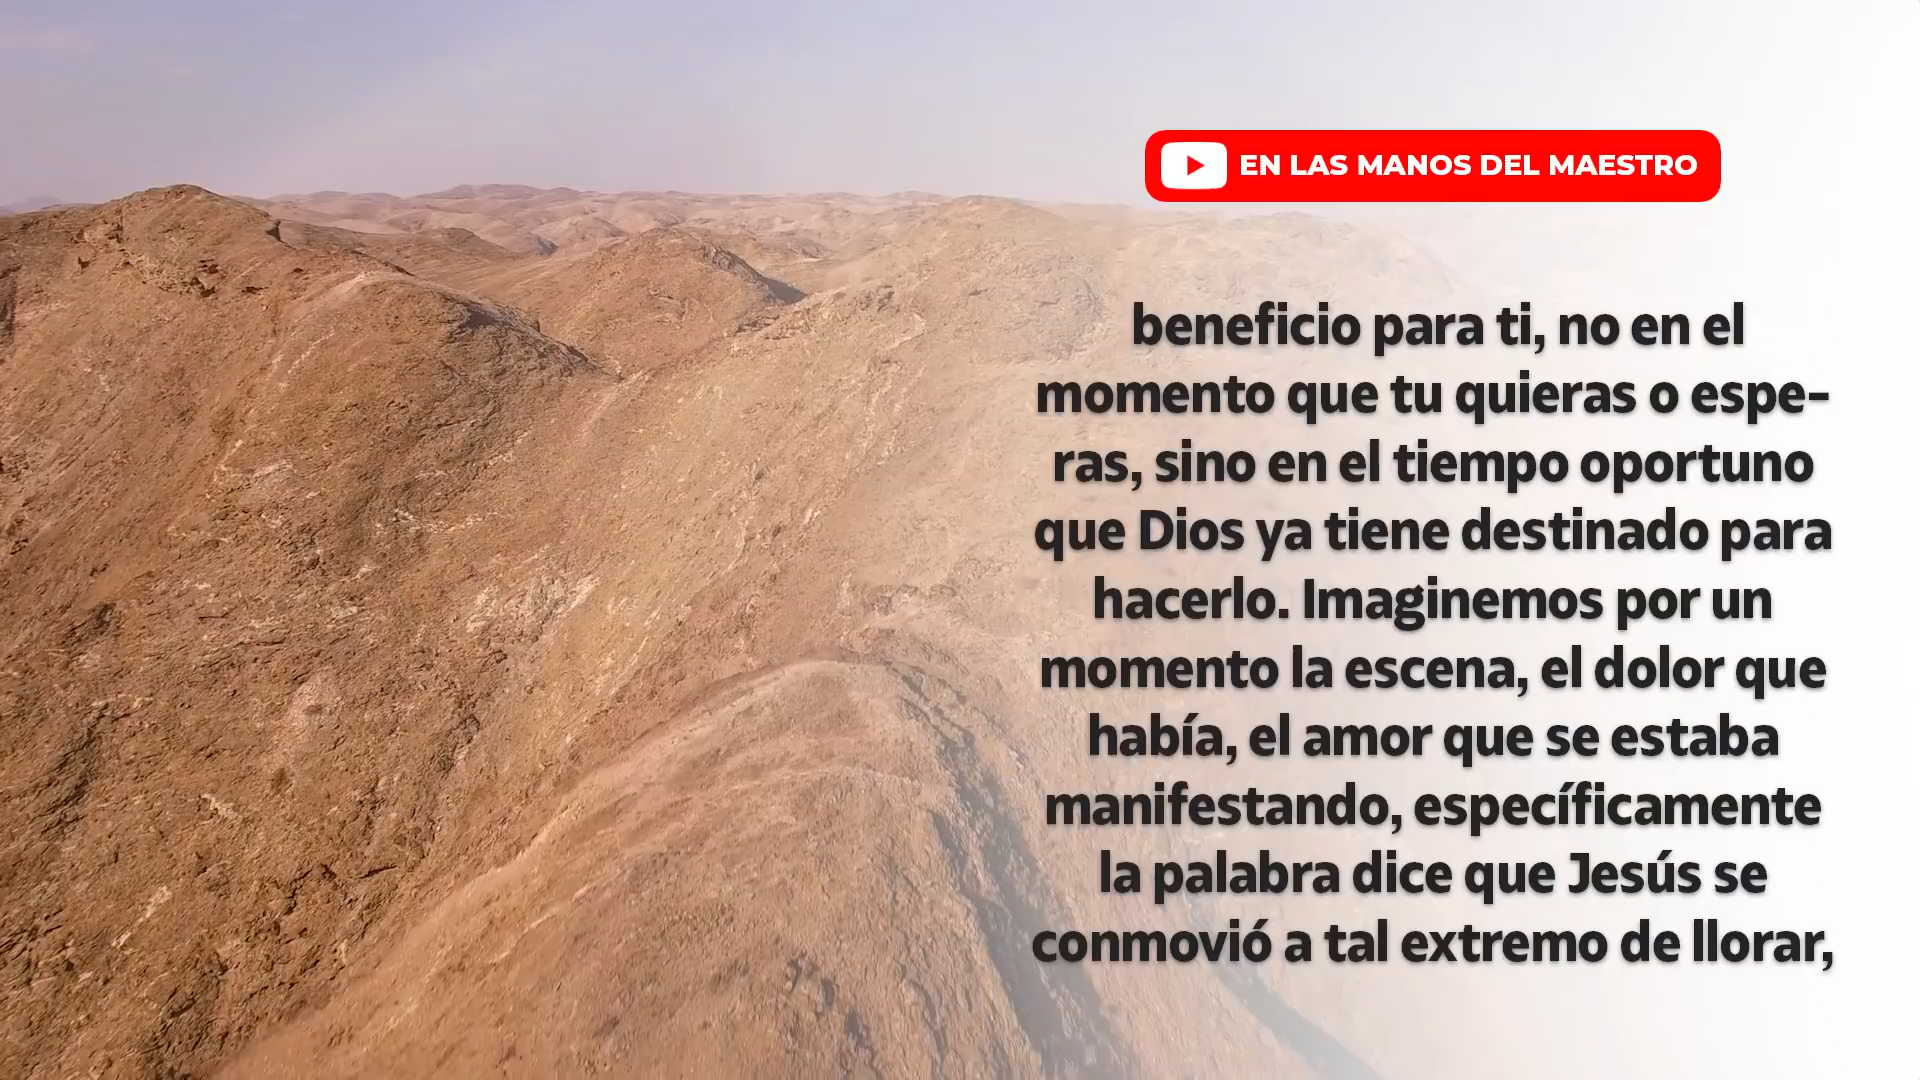 EN LAS MANOS DEL MAESTRO
beneficio para ti, no en el
momento que tu quieras o espe-
ras, sino en el tiempo oportuno
que Dios ya tiene destinado para
hacerlo. Imaginemos por un
momento la escena, el dolor que
había, el amor que se estaba
manifestando, específicamente
la palabra dice que Jesús se
conmovió a tal extremo de llorar,